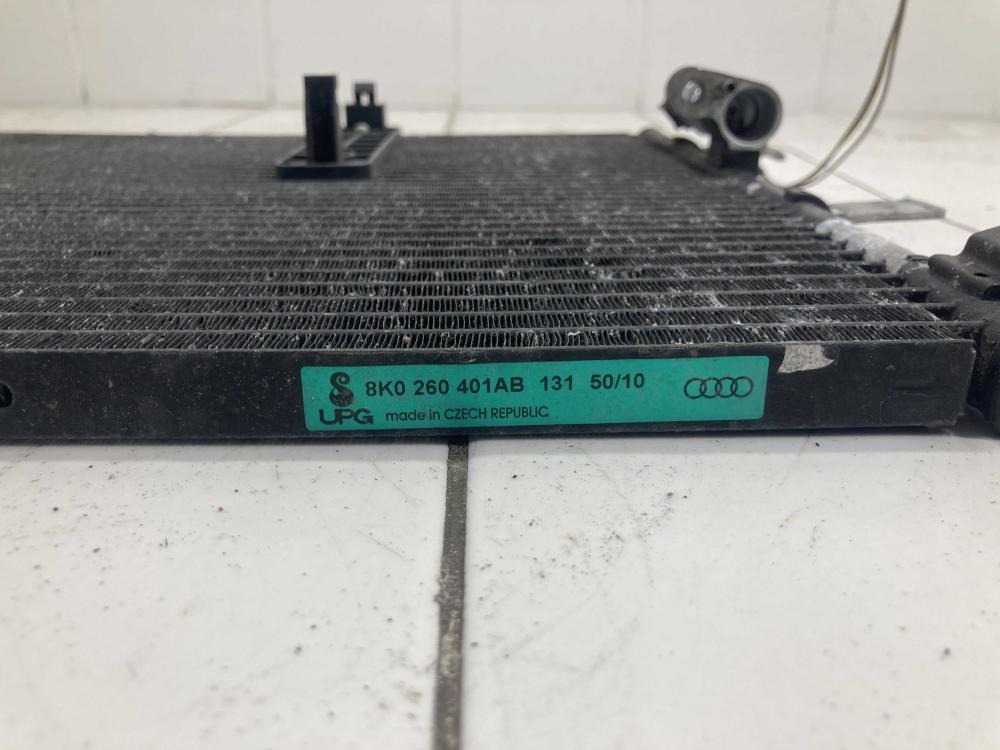 8K0 260 401AB 131 50/10
UPG made in CZECH REPUBLIC